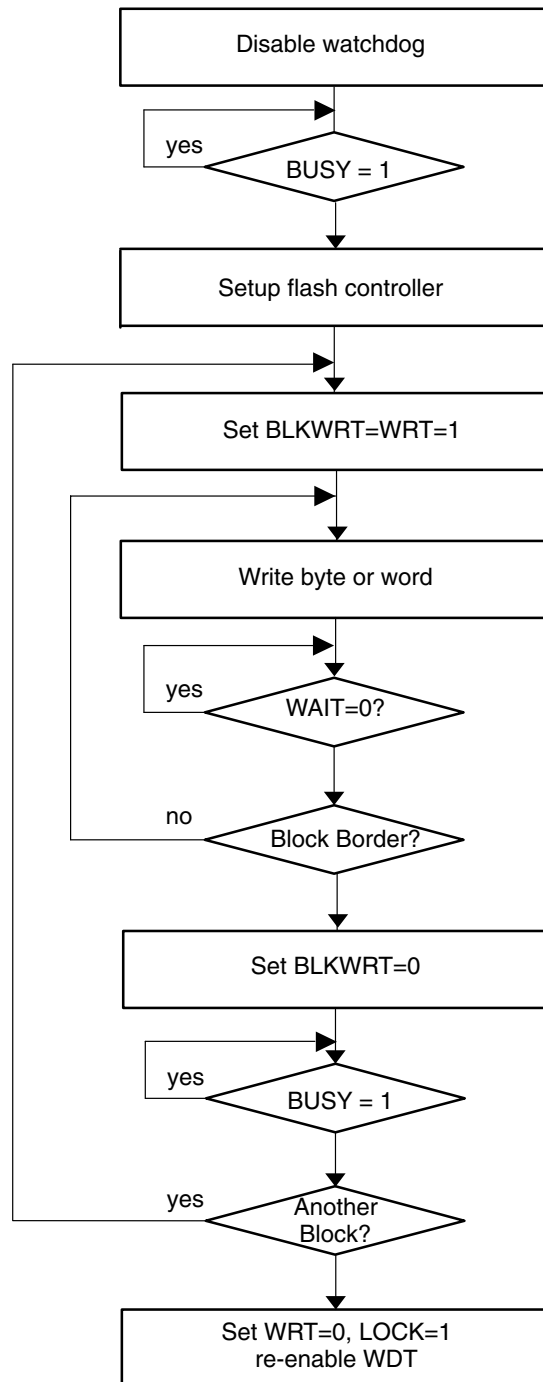 Disable watchdog
yes
BUSY = 1
Setup flash controller
Set BLKWRT=WRT=1
Write byte or word
yes
WAIT=0?
no
Block Border?
Set BLKWRT=0
yes
BUSY = 1
yes
Another
Block?
Set WRT=0, LOCK=1
re-enable WDT